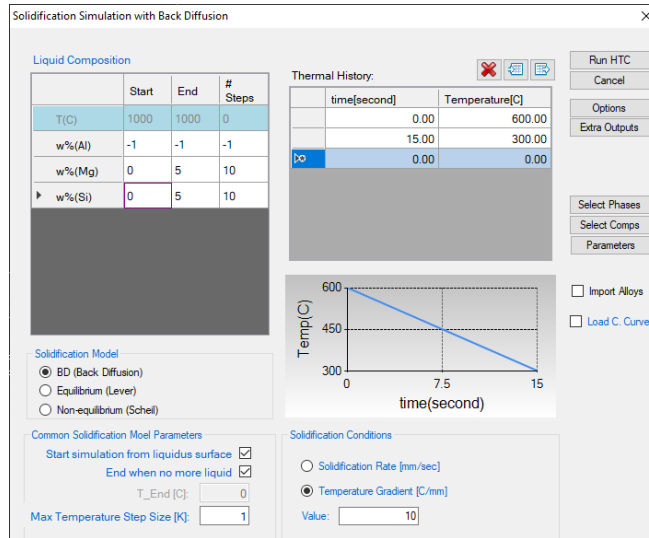 Solidification Simulation with Back Diffusion
Liquid Composition
Start End # Steps
T(C) 1000 1000 0
w%(Al) -1 -1 -1
w%(Mg) 0 5 10
w%(Si) 0 5 10
Thermal History:
time[second] Temperature[C]
0.00 600.00
15.00 300.00
0.00 0.00
Run HTC
Cancel
Options
Extra Outputs
Select Phases
Select Comps
Parameters
Import Alloys
Load C. Curve
Temp(C)
600
450
300
0 7.5 15
time(second)
Solidification Model
BD (Back Diffusion)
Equilibrium (Lever)
Non-equilibrium (Scheil)
Common Solidification Moel Parameters
Start simulation from liquidus surface
End when no more liquid
T_End [C]: 0
Max Temperature Step Size [K]: 1
Solidification Conditions
Solidification Rate [mm/sec]
Temperature Gradient [C/mm]
Value: 10